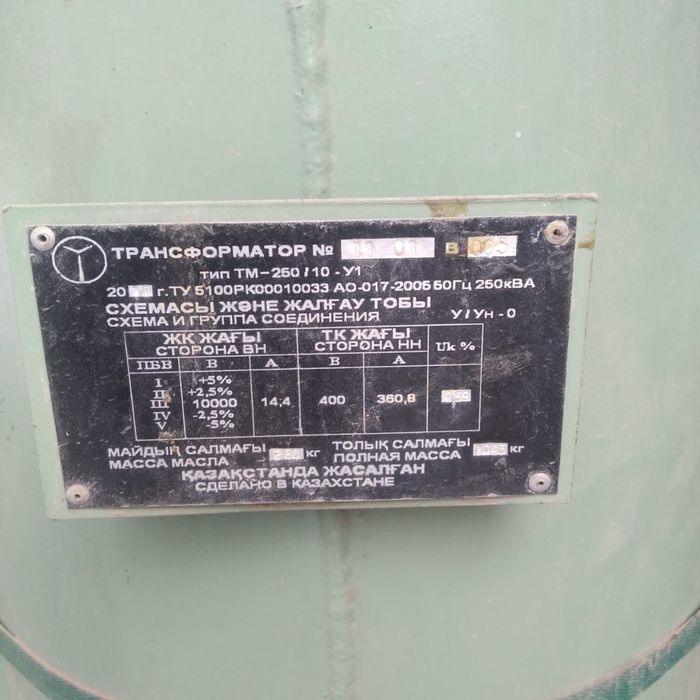 ТРАНСФОРМАТОР № В 005
тип ТМ-250/10-У1
20 г. ТУ 5100РК00010033 АО-017-2005 50Гц 250кВА
СХЕМАСЫ ЖӘНЕ ЖАЛҒАУ ТОБЫ
СХЕМА И ГРУППА СОЕДИНЕНИЯ У/Ун - 0
ЖК ЖАҒЫ ТК ЖАҒЫ
СТОРОНА ВН СТОРОНА НН Uk %
ПБВ В А В А
I +5%
II +2,5%
III 10000 14,4 400 360,8
IV -2,5%
V -5%
МАЙДЫҢ САЛМАҒЫ кг ТОЛЫҚ САЛМАҒЫ кг
МАССА МАСЛА ПОЛНАЯ МАССА
ҚАЗАҚСТАНДА ЖАСАЛҒАН
СДЕЛАНО В КАЗАХСТАНЕ